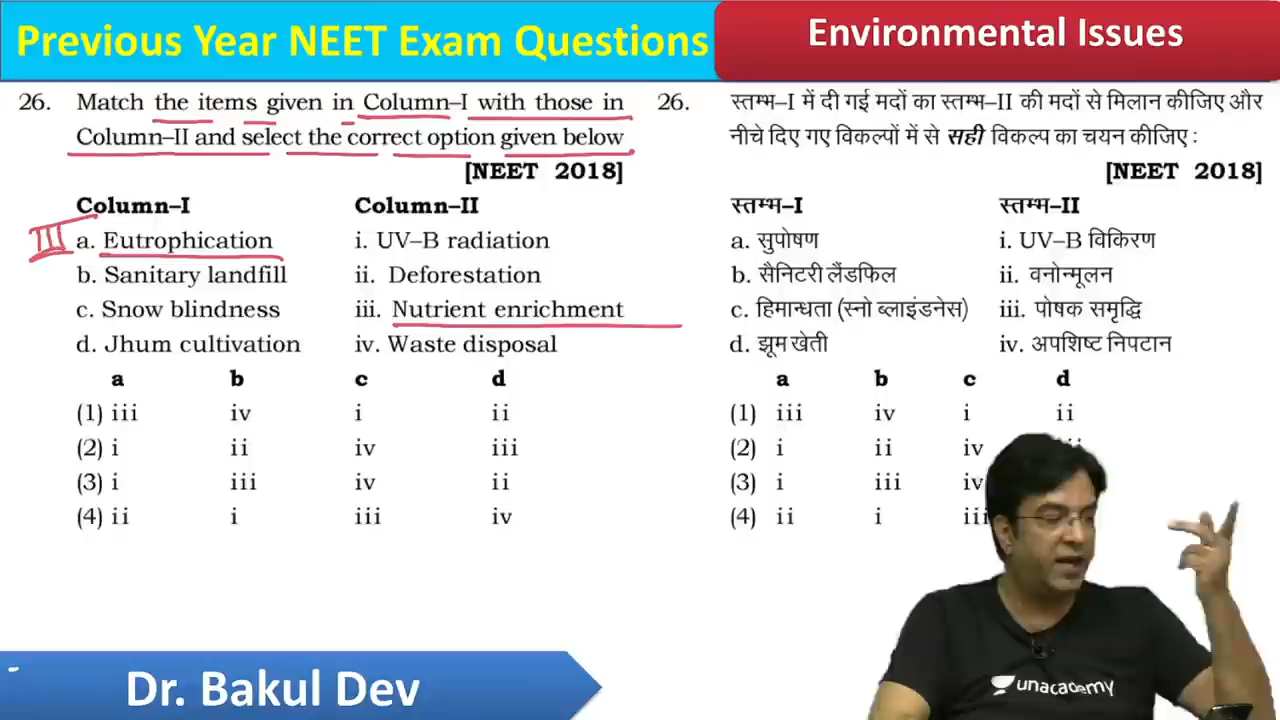 Previous Year NEET Exam Questions
Environmental Issues
26. Match the items given in Column–I with those in
Column–II and select the correct option given below
[NEET 2018]
Column–I Column–II
III a. Eutrophication i. UV–B radiation
b. Sanitary landfill ii. Deforestation
c. Snow blindness iii. Nutrient enrichment
d. Jhum cultivation iv. Waste disposal
a b c d
(1) iii iv i ii
(2) i ii iv iii
(3) i iii iv ii
(4) ii i iii iv
26. स्तम्भ–I में दी गई मदों का स्तम्भ–II की मदों से मिलान कीजिए और
नीचे दिए गए विकल्पों में से सही विकल्प का चयन कीजिए :
[NEET 2018]
स्तम्भ–I स्तम्भ–II
a. सुपोषण i. UV–B विकिरण
b. सैनिटरी लैंडफिल ii. वनोन्मूलन
c. हिमान्धता (स्नो ब्लाइंडनेस) iii. पोषक समृद्धि
d. झूम खेती iv. अपशिष्ट निपटान
a b c d
(1) iii iv i ii
(2) i ii iv
(3) i iii iv
(4) ii i iii
Dr. Bakul Dev
unacademy